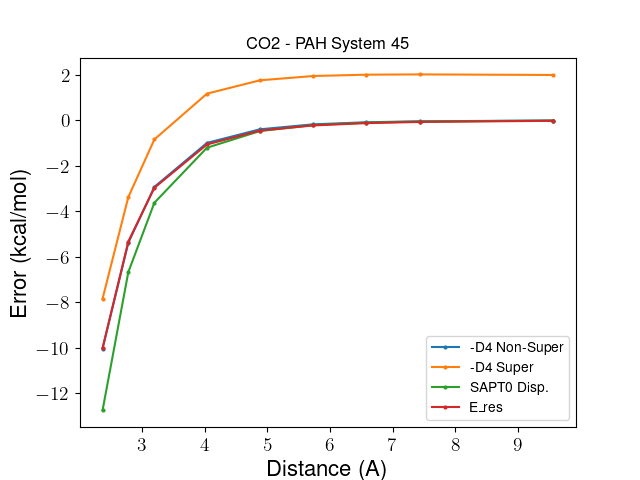 CO2 - PAH System 45
Error (kcal/mol)
2
0
−2
−4
−6
−8
−10
−12
3
4
5
6
7
8
9
Distance (A)
-D4 Non-Super
-D4 Super
SAPT0 Disp.
E_res